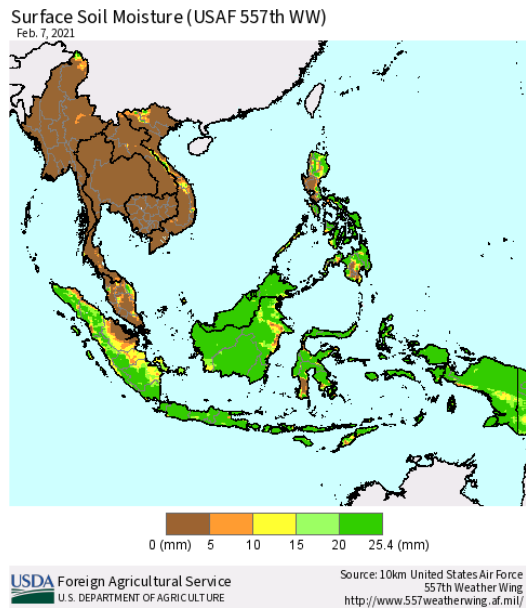 Surface Soil Moisture (USAF 557th WW)
Feb. 7, 2021
0 (mm) 5 10 15 20 25.4 (mm)
USDA Foreign Agricultural Service
U.S. DEPARTMENT OF AGRICULTURE
Source: 10km United States Air Force
557th Weather Wing
http://www.557weatherwing.af.mil/